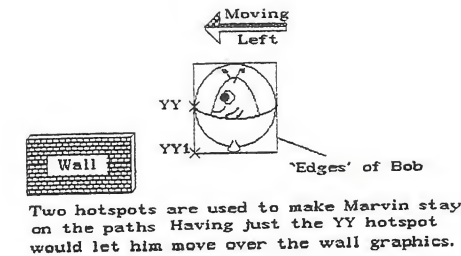 Moving
Left
YY
YY1
Wall
'Edges' of Bob
Two hotspots are used to make Marvin stay
on the paths Having just the YY hotspot
would let him move over the wall graphics.